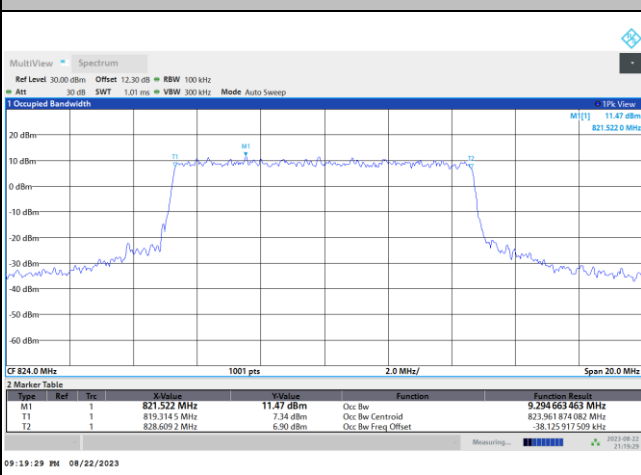 MultiView Spectrum
Ref Level 30.00 dBm Offset 12.30 dB RBW 100 kHz
Att 30 dB SWT 1.01 ms VBW 300 kHz Mode Auto Sweep
1 Occupied Bandwidth 1Pk View
M1[1] 11.47 dBm
821.522 0 MHz
20 dBm
M1
T1 T2
10 dBm
0 dBm
-10 dBm
-20 dBm
-30 dBm
-40 dBm
-50 dBm
-60 dBm
CF 824.0 MHz 1001 pts 2.0 MHz/ Span 20.0 MHz
2 Marker Table
Type Ref Trc X-Value Y-Value Function Function Result
M1 1 821.522 MHz 11.47 dBm Occ Bw 9.294 663 463 MHz
T1 1 819.314 5 MHz 7.34 dBm Occ Bw Centroid 823.961 874 082 MHz
T2 1 828.609 2 MHz 6.90 dBm Occ Bw Freq Offset -38.125 917 509 kHz
Measuring... 2023-08-22
21:19:29
09:19:29 PM 08/22/2023